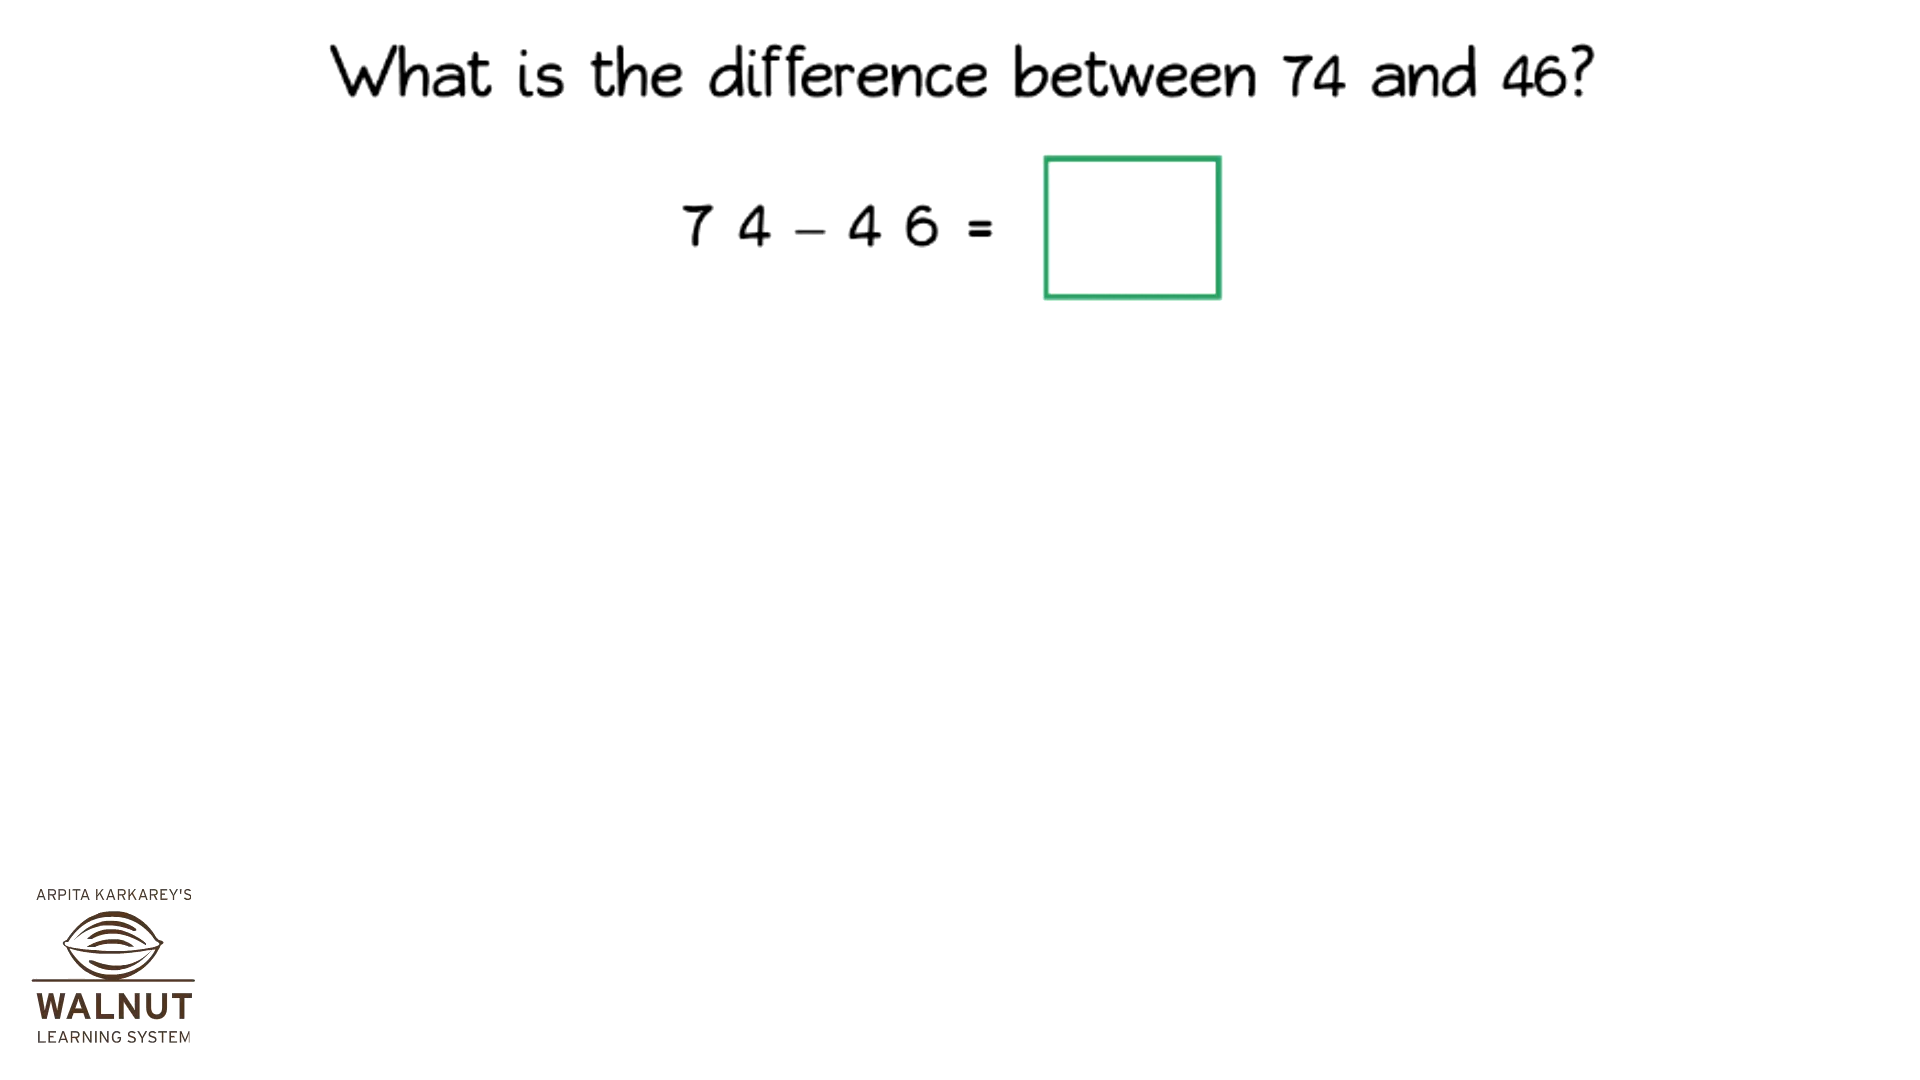 What is the difference between 74 and 46?
7 4 – 4 6 =
ARPITA KARKAREY'S
WALNUT
LEARNING SYSTEM